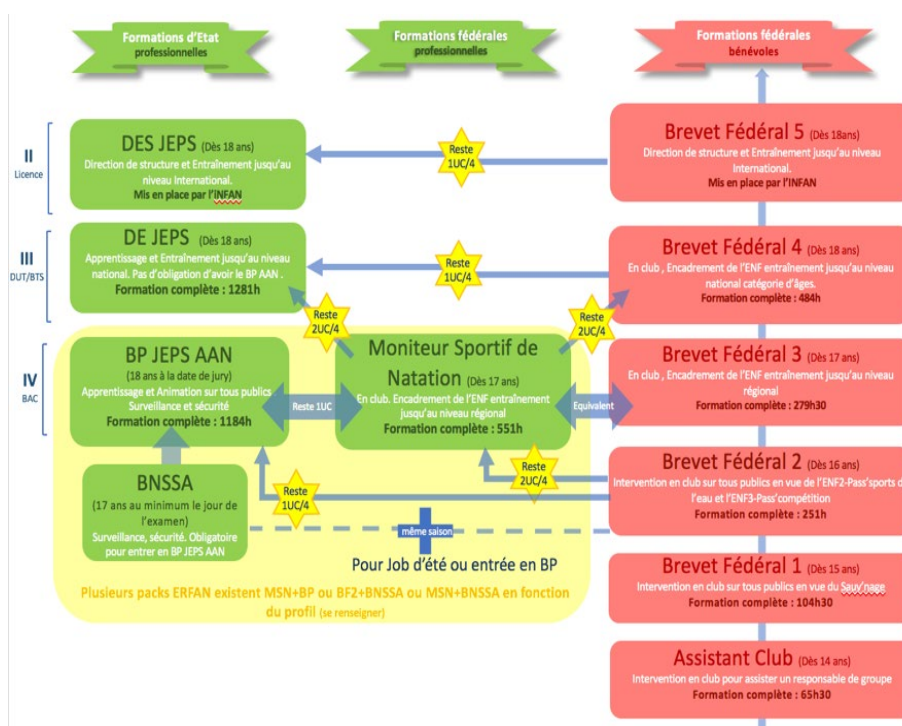 Formations d'Etat
professionnelles
Formations fédérales
professionnelles
Formations fédérales
bénévoles
II
Licence
DES JEPS (Dès 18 ans)
Direction de structure et Entraînement jusqu'au
niveau International.
Mis en place par l'INFAN
Reste
1UC/4
Brevet Fédéral 5 (Dès 18ans)
Direction de structure et Entraînement jusqu'au niveau
International.
Mis en place par l'INFAN
III
DUT/BTS
DE JEPS (Dès 18 ans)
Apprentissage et Entraînement jusqu'au niveau
national. Pas d'obligation d'avoir le BP AAN .
Formation complète : 1281h
Reste
1UC/4
Brevet Fédéral 4 (Dès 18 ans)
En club , Encadrement de l'ENF entraînement jusqu'au niveau
national catégorie d'âges.
Formation complète : 484h
Reste
2UC/4
Reste
2UC/4
IV
BAC
BP JEPS AAN
(18 ans à la date de jury)
Apprentissage et Animation sur tous publics
Surveillance et sécurité
Formation complète : 1184h
Reste 1UC
Moniteur Sportif de
Natation (Dès 17 ans)
En club. Encadrement de l'ENF entraînement
jusqu'au niveau régional
Formation complète : 551h
Equivalent
Brevet Fédéral 3 (Dès 17 ans)
En club , Encadrement de l'ENF entraînement jusqu'au niveau
régional
Formation complète : 279h30
BNSSA
(17 ans au minimum le jour de
l'examen)
Surveillance, sécurité. Obligatoire
pour entrer en BP JEPS AAN
Reste
1UC/4
Reste
2UC/4
Brevet Fédéral 2 (Dès 16 ans)
Intervention en club sur tous publics en vue de l'ENF2-Pass'sports de
l'eau et l'ENF3-Pass'compétition
Formation complète : 251h
même saison
Pour Job d'été ou entrée en BP
Brevet Fédéral 1 (Dès 15 ans)
Intervention en club sur tous publics en vue du Sauv'nage
Formation complète : 104h30
Plusieurs packs ERFAN existent MSN+BP ou BF2+BNSSA ou MSN+BNSSA en fonction
du profil (se renseigner)
Assistant Club (Dès 14 ans)
Intervention en club pour assister un responsable de groupe
Formation complète : 65h30